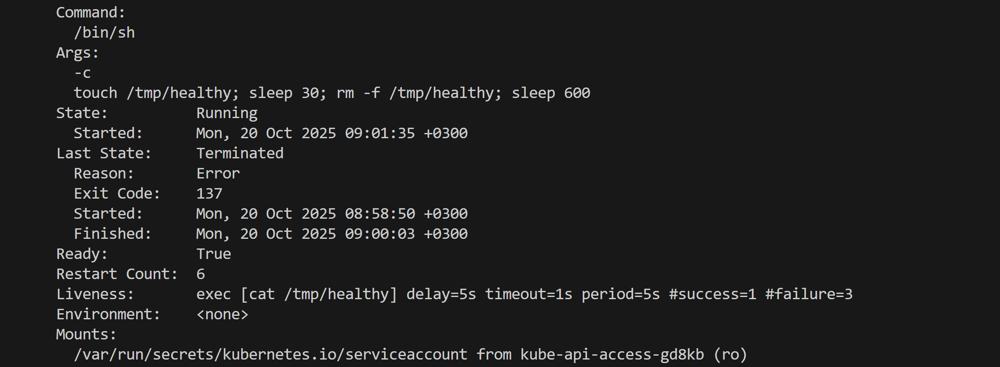 Command:
  /bin/sh
Args:
  -c
  touch /tmp/healthy; sleep 30; rm -f /tmp/healthy; sleep 600
State:          Running
  Started:      Mon, 20 Oct 2025 09:01:35 +0300
Last State:     Terminated
  Reason:       Error
  Exit Code:    137
  Started:      Mon, 20 Oct 2025 08:58:50 +0300
  Finished:     Mon, 20 Oct 2025 09:00:03 +0300
Ready:          True
Restart Count:  6
Liveness:       exec [cat /tmp/healthy] delay=5s timeout=1s period=5s #success=1 #failure=3
Environment:    <none>
Mounts:
  /var/run/secrets/kubernetes.io/serviceaccount from kube-api-access-gd8kb (ro)